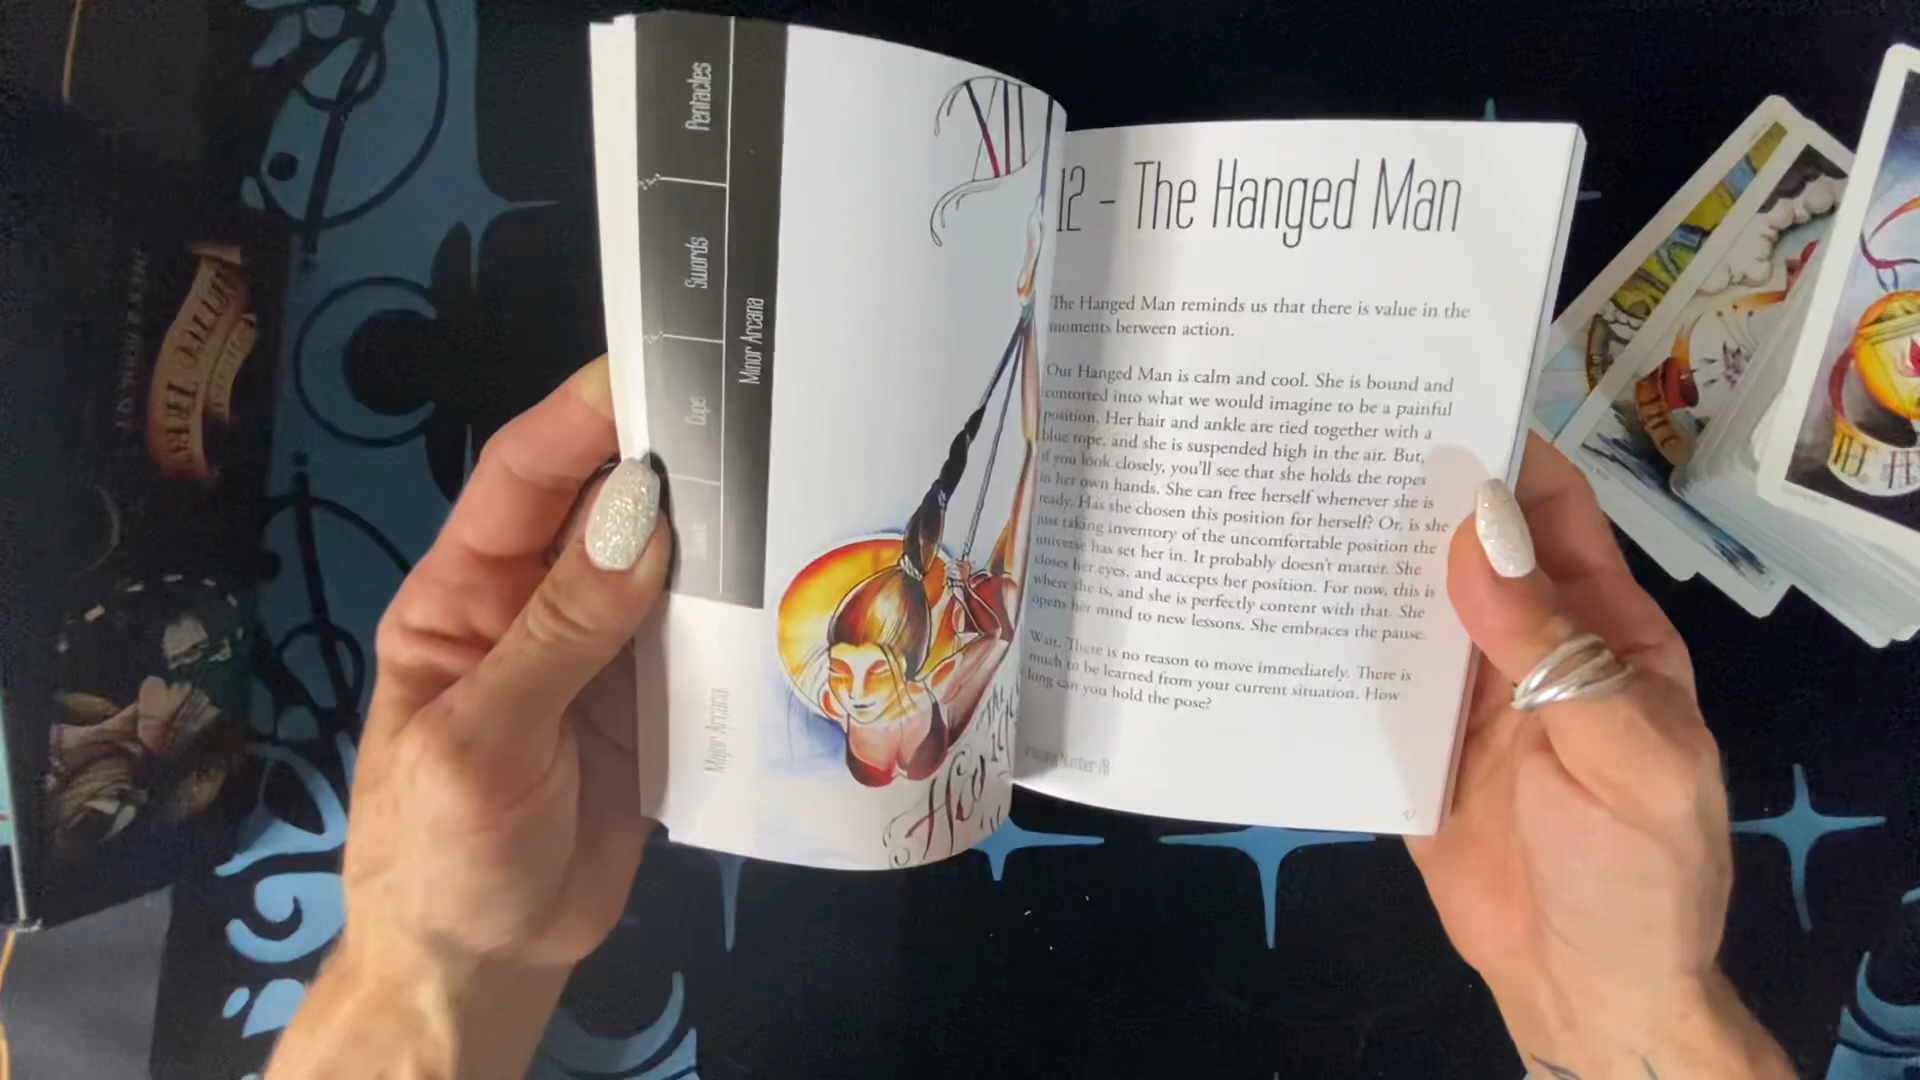 Pentacles
Swords
Cups
Minor Arcana
Major Arcana
XII
The
12 - The Hanged Man
The Hanged Man reminds us that there is value in the
moments between action.
Our Hanged Man is calm and cool. She is bound and
contorted into what we would imagine to be a painful
position. Her hair and ankle are tied together with a
blue rope, and she is suspended high in the air. But,
if you look closely, you'll see that she holds the ropes
in her own hands. She can free herself whenever she is
ready. Has she chosen this position for herself? Or, is she
just taking inventory of the uncomfortable position the
universe has set her in. It probably doesn't matter. She
closes her eyes, and accepts her position. For now, this is
where she is, and she is perfectly content with that. She
opens her mind to new lessons. She embraces the pause.
Wait. There is no reason to move immediately. There is
much to be learned from your current situation. How
long can you hold the pose?
Number 78